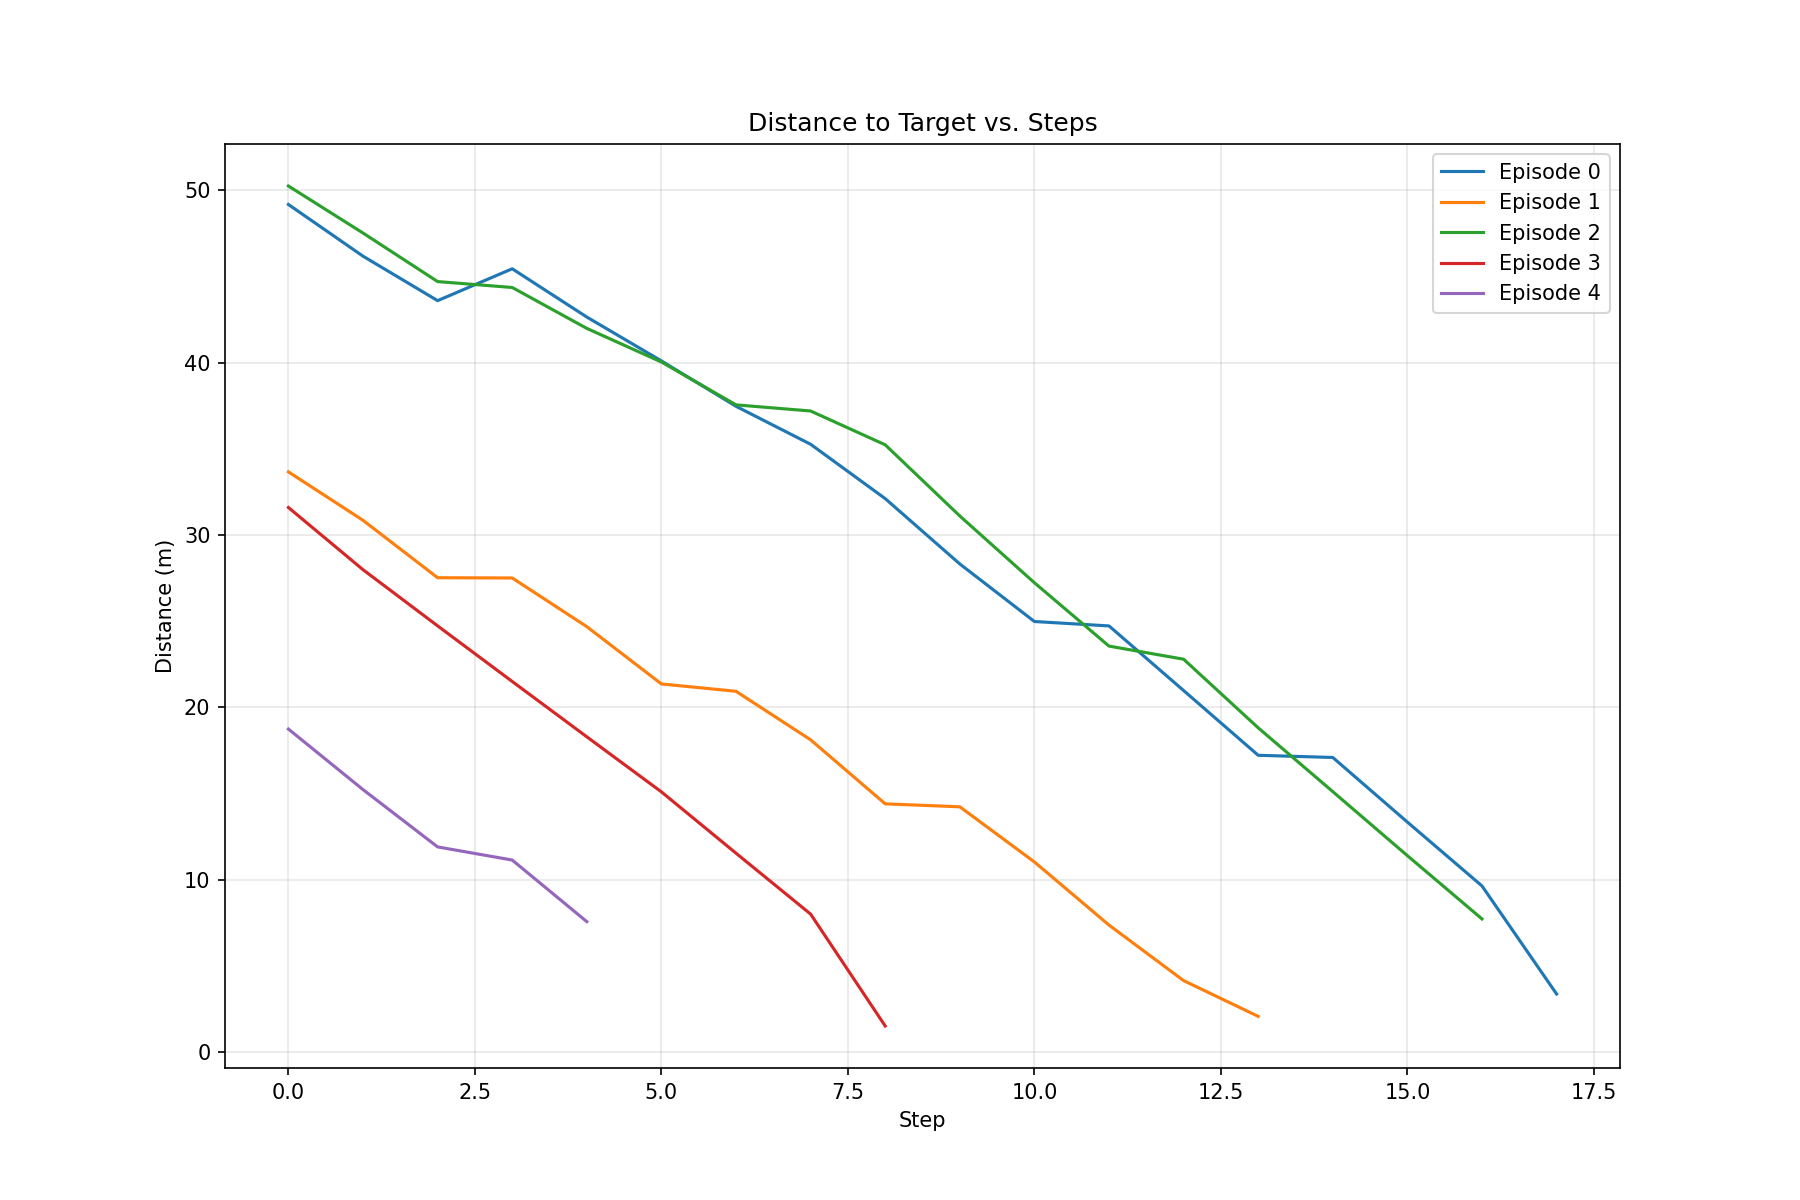 Distance to Target vs. Steps
Episode 0
Episode 1
Episode 2
Episode 3
Episode 4
Distance (m)
50
40
30
20
10
0
0.0 2.5 5.0 7.5 10.0 12.5 15.0 17.5
Step